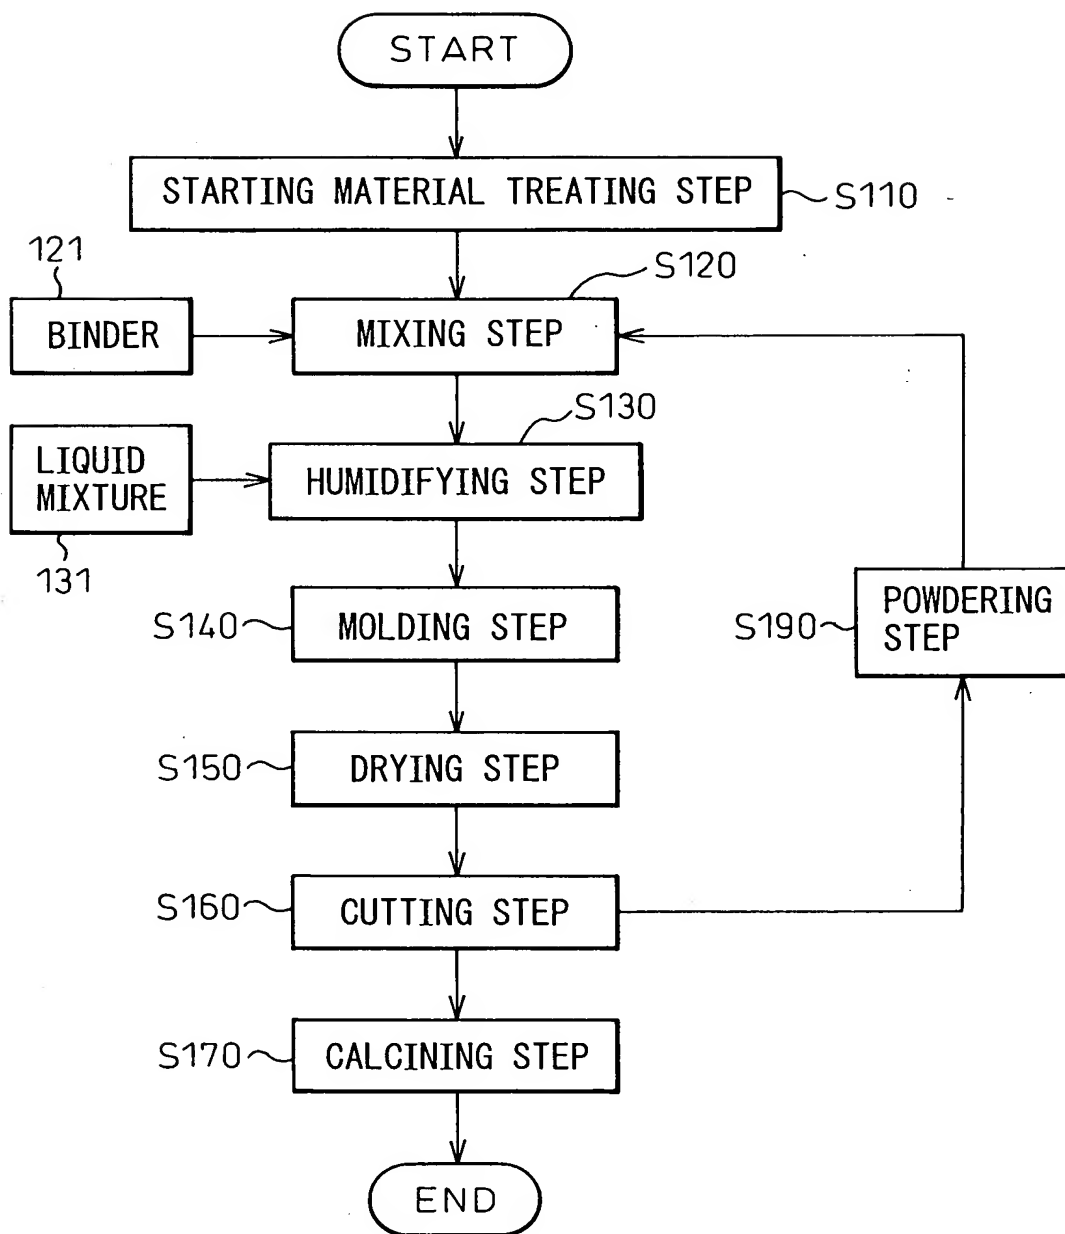 START
STARTING MATERIAL TREATING STEP
S110
121
S120
BINDER
MIXING STEP
S130
LIQUID
MIXTURE
HUMIDIFYING STEP
131
S140
MOLDING STEP
S190
POWDERING
STEP
S150
DRYING STEP
S160
CUTTING STEP
S170
CALCINING STEP
END